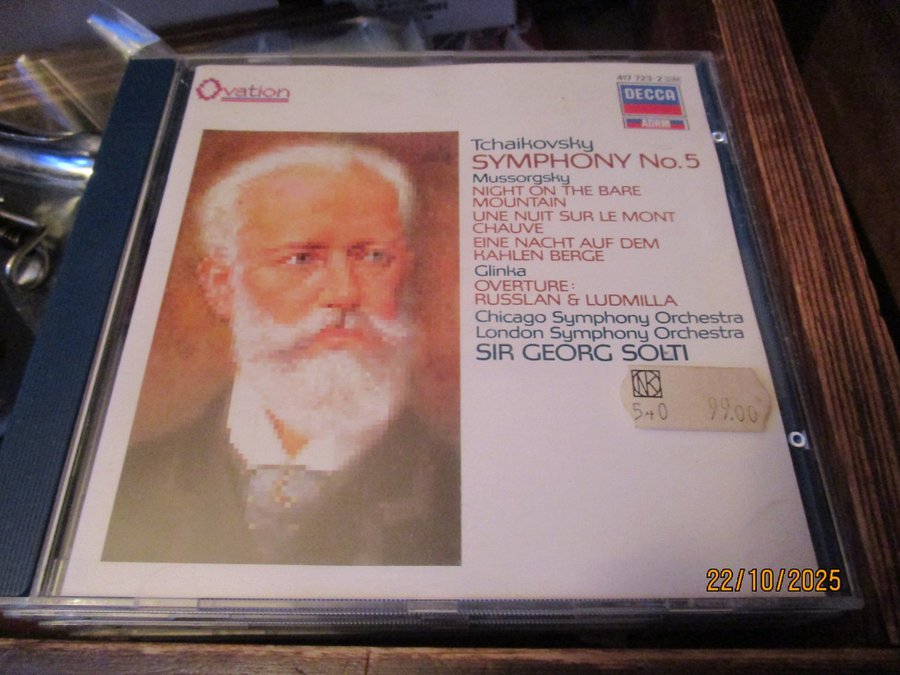 Ovation
417 723-2
DECCA
ADRM
Tchaikovsky
SYMPHONY No.5
Mussorgsky
NIGHT ON THE BARE
MOUNTAIN
UNE NUIT SUR LE MONT
CHAUVE
EINE NACHT AUF DEM
KAHLEN BERGE
Glinka
OVERTURE:
RUSSLAN & LUDMILLA
Chicago Symphony Orchestra
London Symphony Orchestra
SIR GEORG SOLTI
NK
540 99.00
22/10/2025